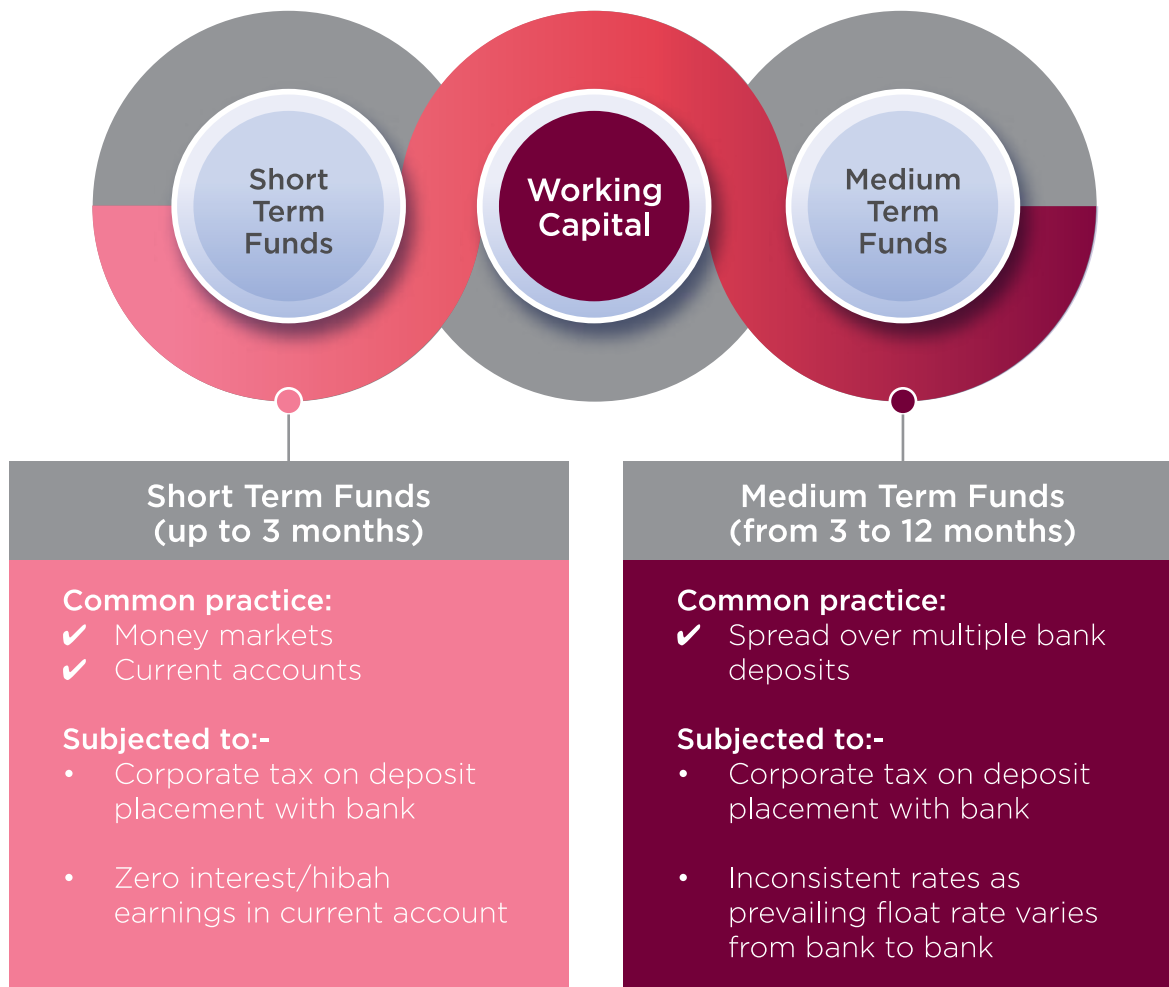 Short
Term
Funds
Working
Capital
Medium
Term
Funds
Short Term Funds
(up to 3 months)
Common practice:
✔ Money markets
✔ Current accounts
Subjected to:-
• Corporate tax on deposit
placement with bank
• Zero interest/hibah
earnings in current account
Medium Term Funds
(from 3 to 12 months)
Common practice:
✔ Spread over multiple bank
deposits
Subjected to:-
• Corporate tax on deposit
placement with bank
• Inconsistent rates as
prevailing float rate varies
from bank to bank